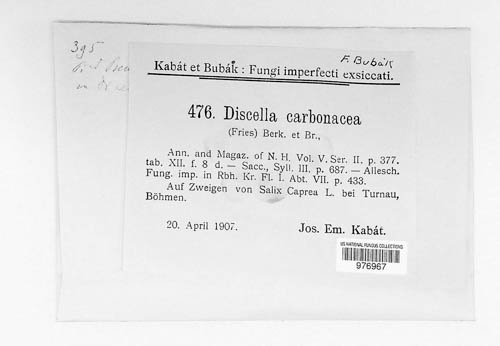 395
F. Bubák
Kabát et Bubák: Fungi imperfecti exsiccati.
476. Discella carbonacea
(Fries) Berk. et Br.,
Ann. and Magaz. of N. H. Vol. V. Ser. II. p. 377.
tab. XII. f. 8 d. — Sacc., Syll. III. p. 687. — Allesch.
Fung. imp. in Rbh. Kr. Fl. I. Abt. VII. p. 433.
Auf Zweigen von Salix Caprea L. bei Turnau,
Böhmen.
20. April 1907.
Jos. Em. Kabát.
US NATIONAL FUNGUS COLLECTIONS
976967